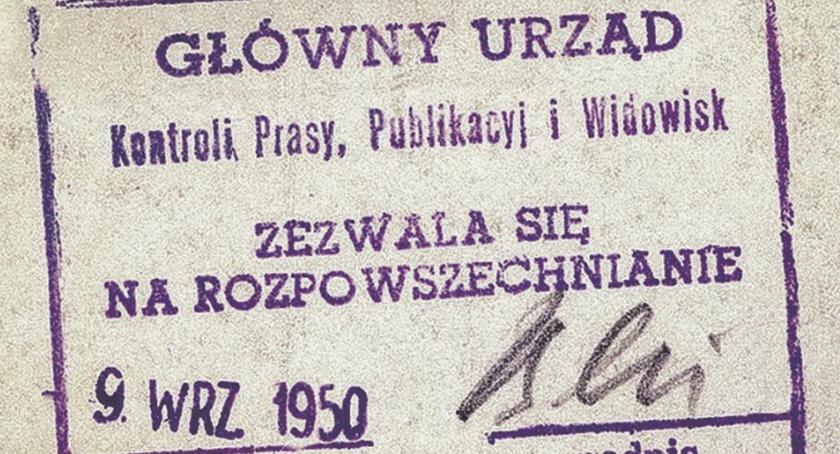 GŁÓWNY URZĄD
Kontroli Prasy, Publikacyj i Widowisk
ZEZWALA SIĘ
NA ROZPOWSZECHNIANIE
9. WRZ 1950